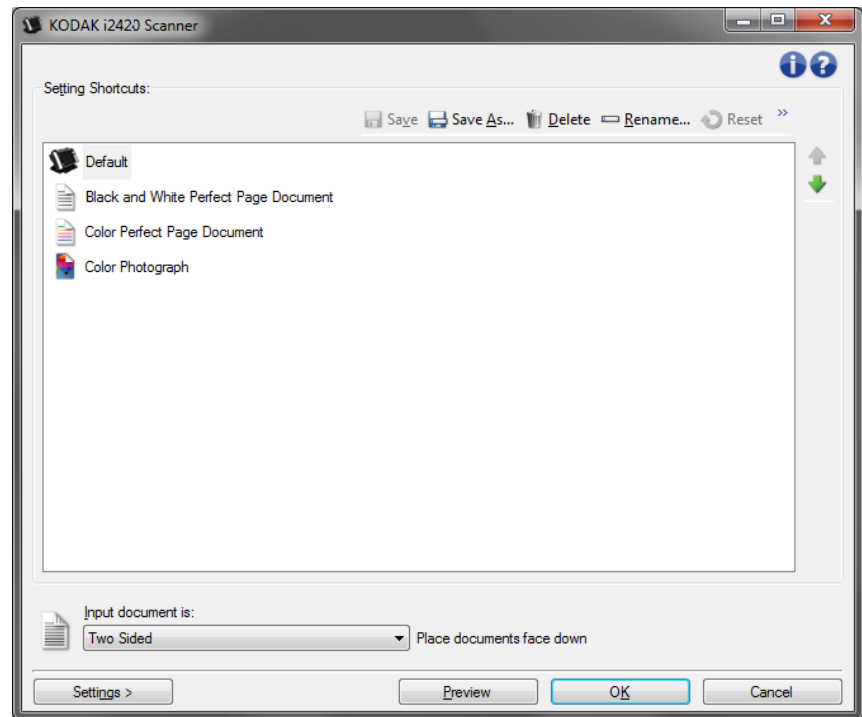 KODAK i2420 Scanner
Setting Shortcuts:
Save Save As... Delete Rename... Reset »
Default
Black and White Perfect Page Document
Color Perfect Page Document
Color Photograph
Input document is:
Two Sided Place documents face down
Settings > Preview OK Cancel